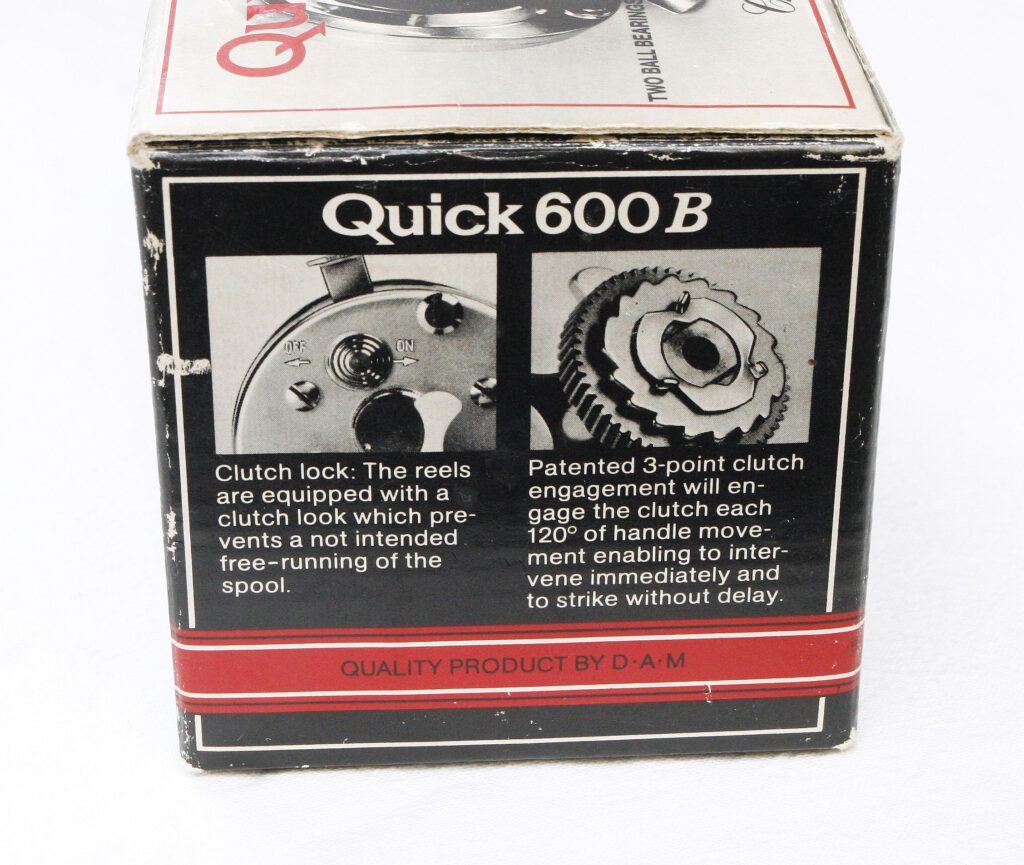 Qu
TWO BALL BEARINGS
Quick 600 B
OFF
ON
Clutch lock: The reels
are equipped with a
clutch look which pre-
vents a not intended
free-running of the
spool.
Patented 3-point clutch
engagement will en-
gage the clutch each
120° of handle move-
ment enabling to inter-
vene immediately and
to strike without delay.
QUALITY PRODUCT BY D·A·M